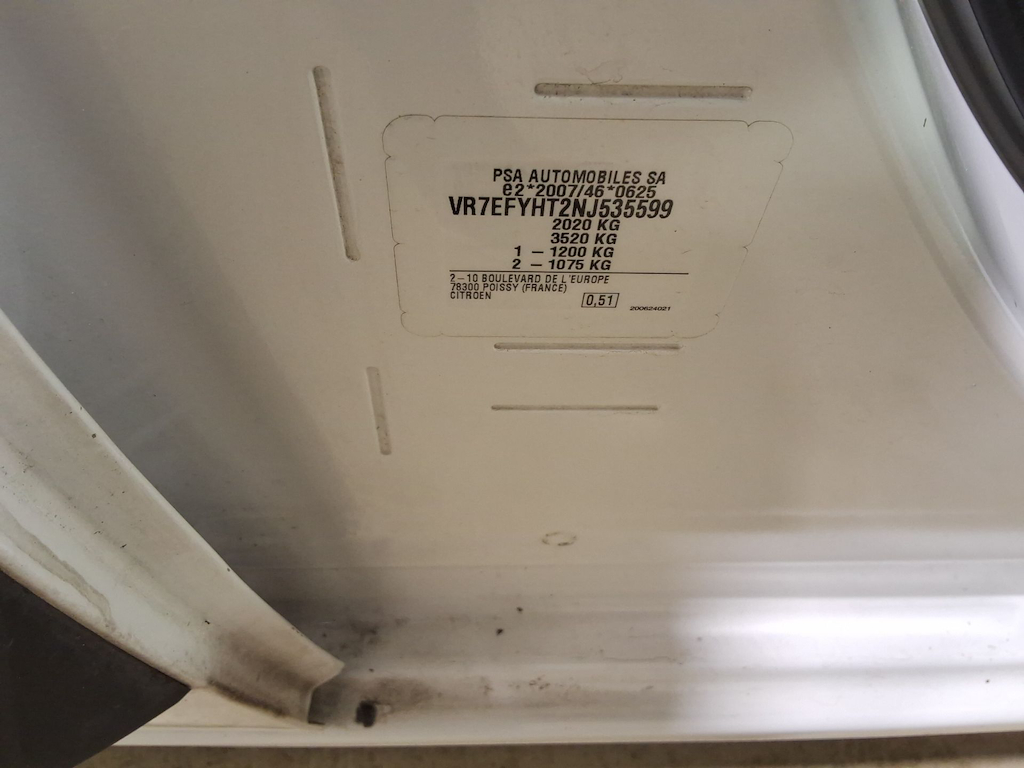 PSA AUTOMOBILES SA
e2*2007/46*0625
VR7EFYHT2NJ535599
2020 KG
3520 KG
1 – 1200 KG
2 – 1075 KG
2–10 BOULEVARD DE L'EUROPE
78300 POISSY (FRANCE)
CITROEN
0,51
200624021